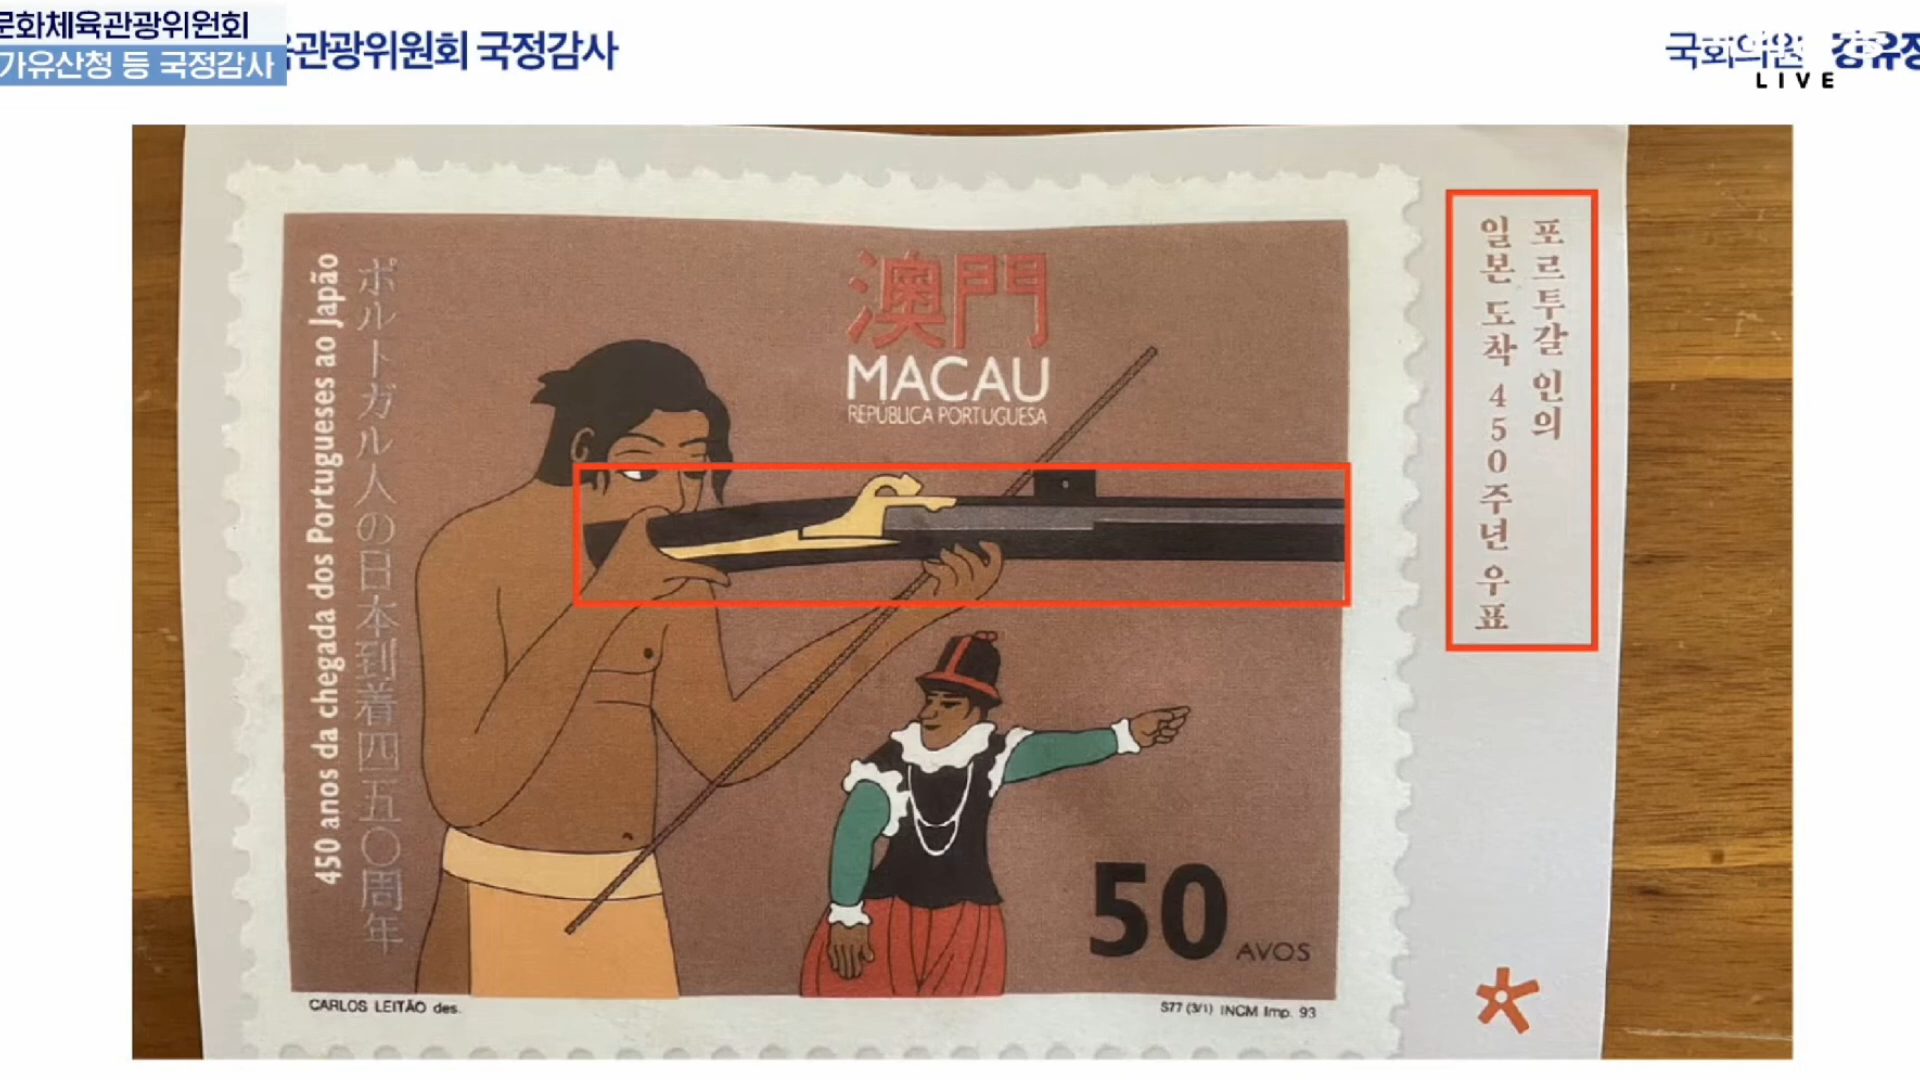 문화체육관광위원회
가유산청 등 국정감사
관광위원회 국정감사
국회의원
LIVE
450 anos da chegada dos Portugueses ao Japão
ポルトガル人の日本到着四五〇周年
澳門
MACAU
REPÚBLICA PORTUGUESA
50 AVOS
CARLOS LEITÃO des.
S77 (3/1) INCM Imp. 93
포르투갈 인의
일본 도착 450주년 우표